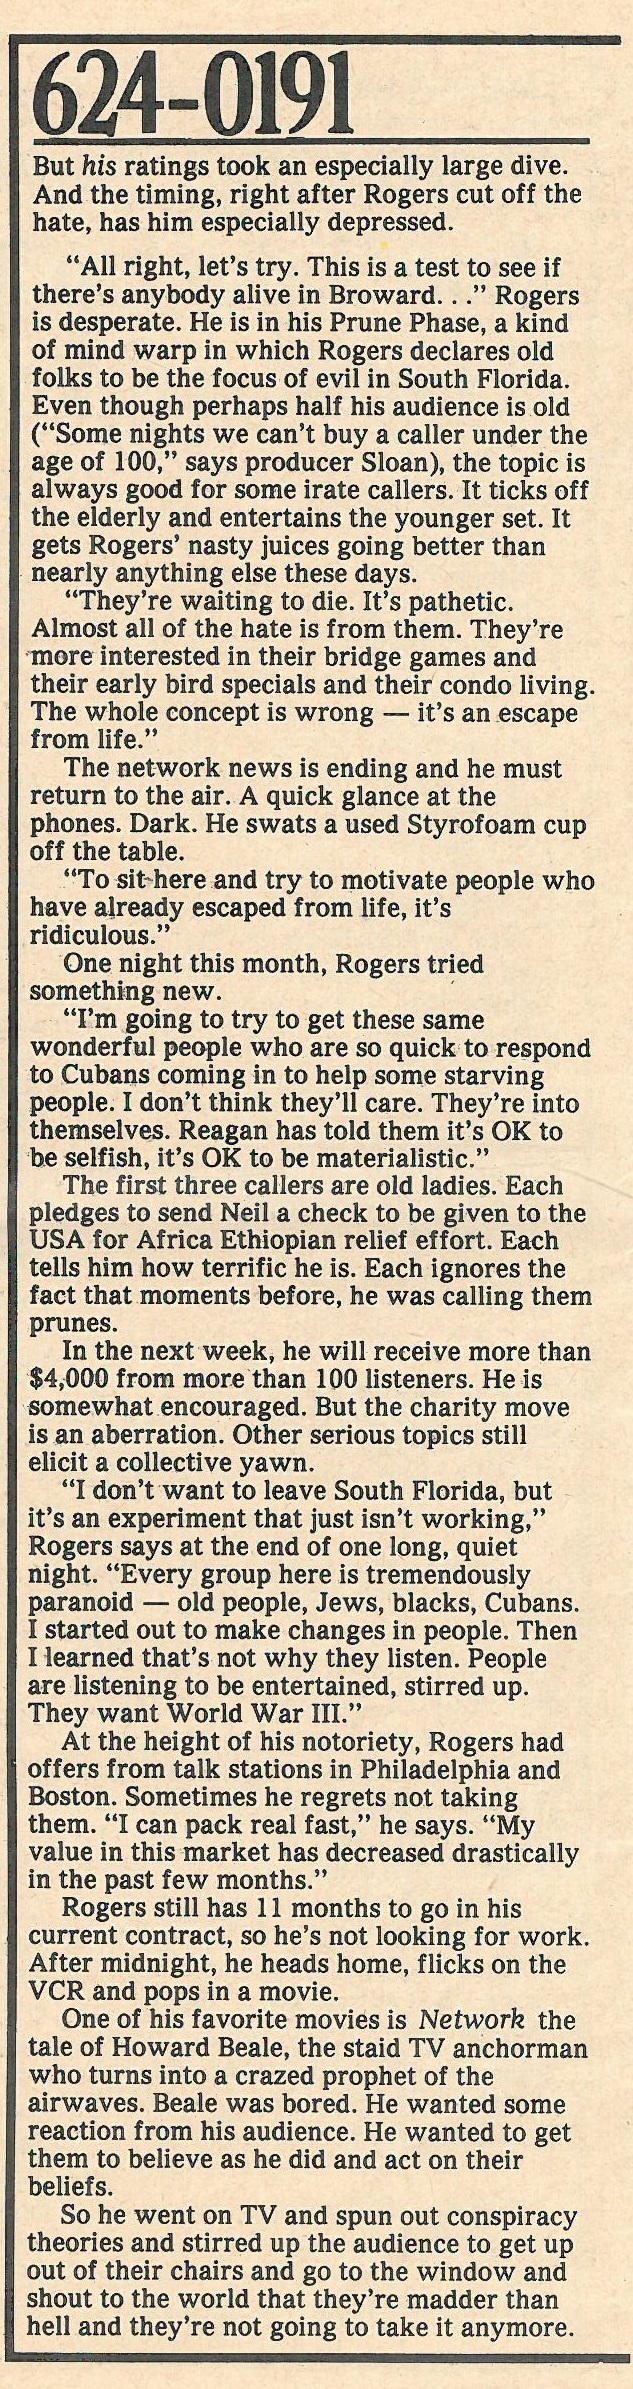 624-0191
But his ratings took an especially large dive.
And the timing, right after Rogers cut off the
hate, has him especially depressed.
“All right, let’s try. This is a test to see if
there’s anybody alive in Broward. . .” Rogers
is desperate. He is in his Prune Phase, a kind
of mind warp in which Rogers declares old
folks to be the focus of evil in South Florida.
Even though perhaps half his audience is old
(“Some nights we can’t buy a caller under the
age of 100,” says producer Sloan), the topic is
always good for some irate callers. It ticks off
the elderly and entertains the younger set. It
gets Rogers’ nasty juices going better than
nearly anything else these days.
“They’re waiting to die. It’s pathetic.
Almost all of the hate is from them. They’re
more interested in their bridge games and
their early bird specials and their condo living.
The whole concept is wrong — it’s an escape
from life.”
The network news is ending and he must
return to the air. A quick glance at the
phones. Dark. He swats a used Styrofoam cup
off the table.
“To sit here and try to motivate people who
have already escaped from life, it’s
ridiculous.”
One night this month, Rogers tried
something new.
“I’m going to try to get these same
wonderful people who are so quick to respond
to Cubans coming in to help some starving
people. I don’t think they’ll care. They’re into
themselves. Reagan has told them it’s OK to
be selfish, it’s OK to be materialistic.”
The first three callers are old ladies. Each
pledges to send Neil a check to be given to the
USA for Africa Ethiopian relief effort. Each
tells him how terrific he is. Each ignores the
fact that moments before, he was calling them
prunes.
In the next week, he will receive more than
$4,000 from more than 100 listeners. He is
somewhat encouraged. But the charity move
is an aberration. Other serious topics still
elicit a collective yawn.
“I don’t want to leave South Florida, but
it’s an experiment that just isn’t working,”
Rogers says at the end of one long, quiet
night. “Every group here is tremendously
paranoid — old people, Jews, blacks, Cubans.
I started out to make changes in people. Then
I learned that’s not why they listen. People
are listening to be entertained, stirred up.
They want World War III.”
At the height of his notoriety, Rogers had
offers from talk stations in Philadelphia and
Boston. Sometimes he regrets not taking
them. “I can pack real fast,” he says. “My
value in this market has decreased drastically
in the past few months.”
Rogers still has 11 months to go in his
current contract, so he’s not looking for work.
After midnight, he heads home, flicks on the
VCR and pops in a movie.
One of his favorite movies is Network the
tale of Howard Beale, the staid TV anchorman
who turns into a crazed prophet of the
airwaves. Beale was bored. He wanted some
reaction from his audience. He wanted to get
them to believe as he did and act on their
beliefs.
So he went on TV and spun out conspiracy
theories and stirred up the audience to get up
out of their chairs and go to the window and
shout to the world that they’re madder than
hell and they’re not going to take it anymore.